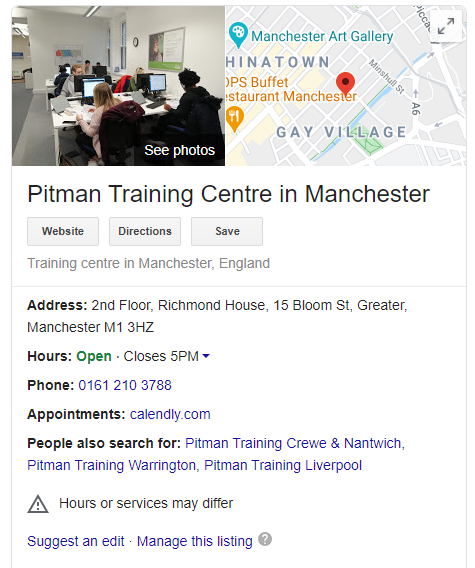 See photos
Manchester Art Gallery
HINATOWN
OPS Buffet
estaurant Manchester
GAY VILLAGE
Minshull St
A6
Picca
Pitman Training Centre in Manchester
Website Directions Save
Training centre in Manchester, England
Address: 2nd Floor, Richmond House, 15 Bloom St, Greater,
Manchester M1 3HZ
Hours: Open · Closes 5PM
Phone: 0161 210 3788
Appointments: calendly.com
People also search for: Pitman Training Crewe & Nantwich,
Pitman Training Warrington, Pitman Training Liverpool
Hours or services may differ
Suggest an edit · Manage this listing ?